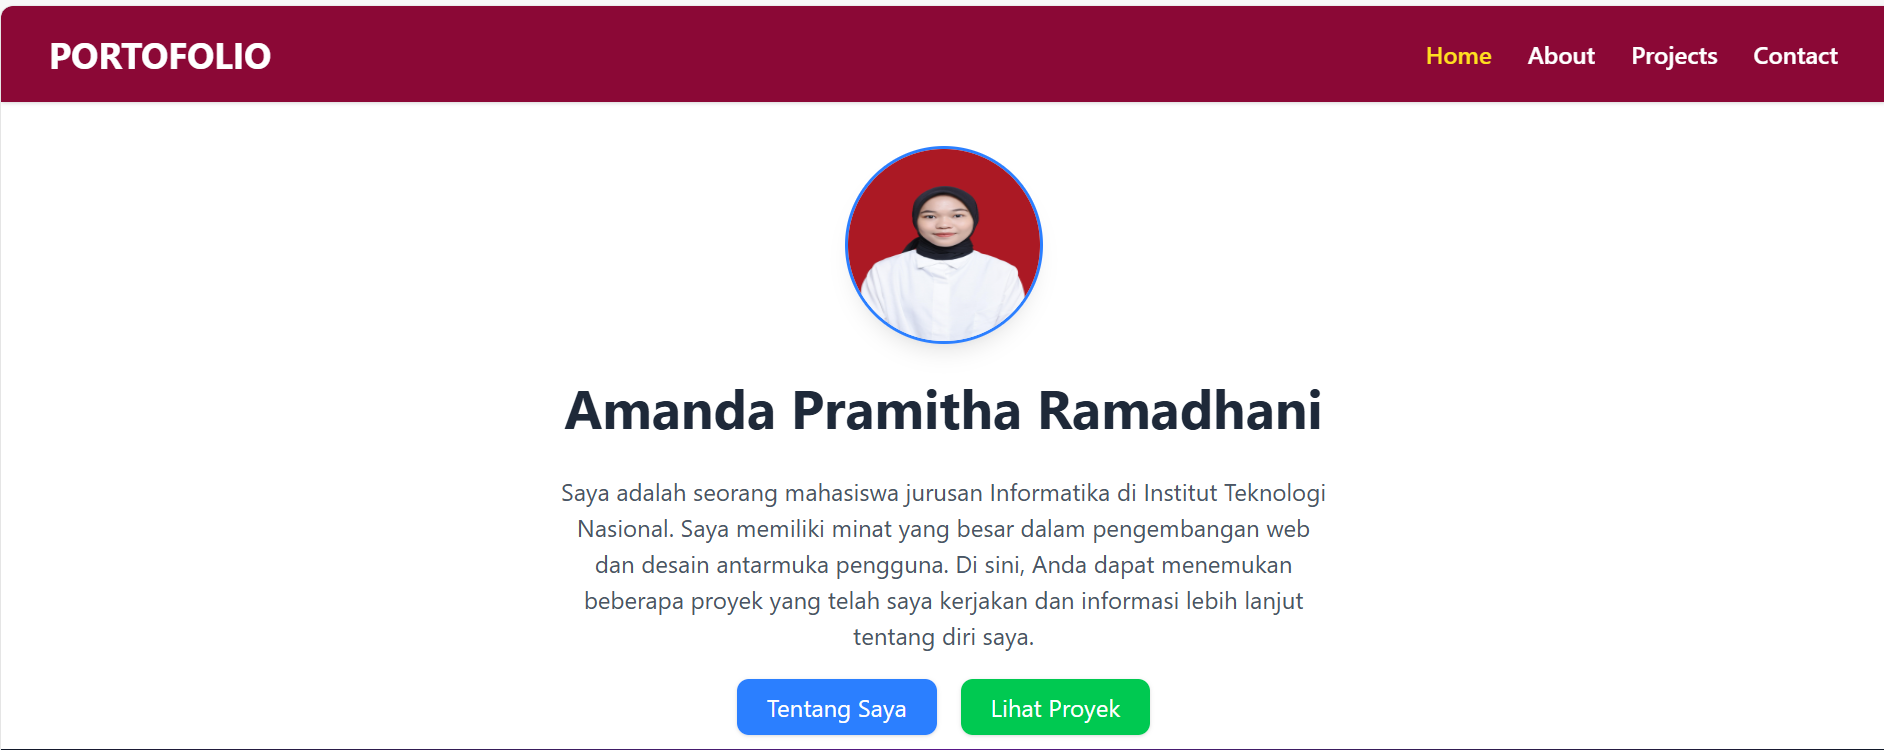 PORTOFOLIO
Home About Projects Contact
Amanda Pramitha Ramadhani
Saya adalah seorang mahasiswa jurusan Informatika di Institut Teknologi
Nasional. Saya memiliki minat yang besar dalam pengembangan web
dan desain antarmuka pengguna. Di sini, Anda dapat menemukan
beberapa proyek yang telah saya kerjakan dan informasi lebih lanjut
tentang diri saya.
Tentang Saya
Lihat Proyek